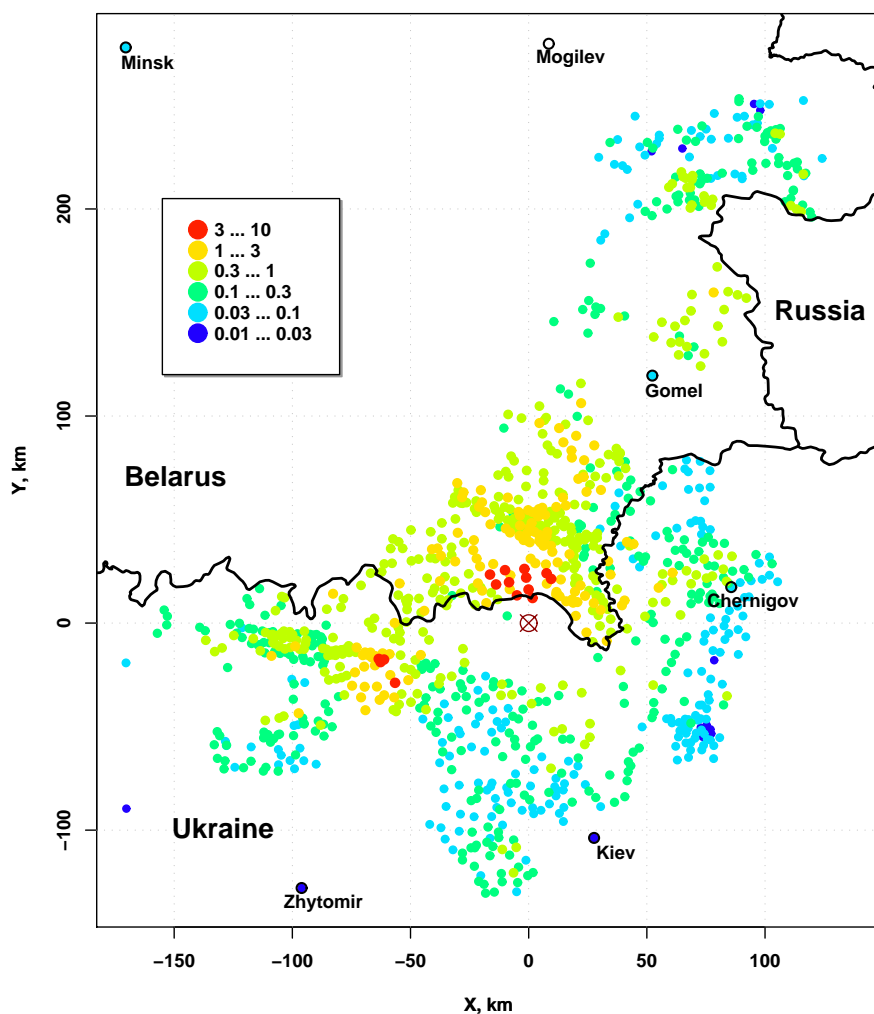 Minsk
Mogilev
3 ... 10
1 ... 3
0.3 ... 1
0.1 ... 0.3
0.03 ... 0.1
0.01 ... 0.03
Russia
Gomel
Belarus
Chernigov
Ukraine
Kiev
Zhytomir
200
100
0
−100
Y, km
−150
−100
−50
0
50
100
X, km